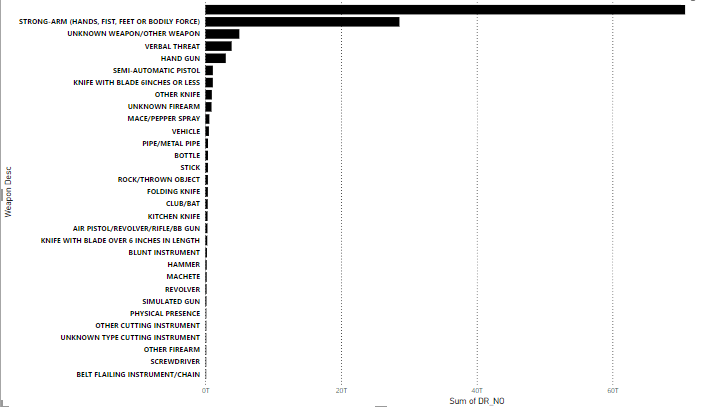 STRONG-ARM (HANDS, FIST, FEET OR BODILY FORCE)
UNKNOWN WEAPON/OTHER WEAPON
VERBAL THREAT
HAND GUN
SEMI-AUTOMATIC PISTOL
KNIFE WITH BLADE 6INCHES OR LESS
OTHER KNIFE
UNKNOWN FIREARM
MACE/PEPPER SPRAY
VEHICLE
PIPE/METAL PIPE
BOTTLE
STICK
ROCK/THROWN OBJECT
FOLDING KNIFE
CLUB/BAT
KITCHEN KNIFE
AIR PISTOL/REVOLVER/RIFLE/BB GUN
KNIFE WITH BLADE OVER 6 INCHES IN LENGTH
BLUNT INSTRUMENT
HAMMER
MACHETE
REVOLVER
SIMULATED GUN
PHYSICAL PRESENCE
OTHER CUTTING INSTRUMENT
UNKNOWN TYPE CUTTING INSTRUMENT
OTHER FIREARM
SCREWDRIVER
BELT FLAILING INSTRUMENT/CHAIN
Weapon Desc
0T 20T 40T 60T
Sum of DR_NO